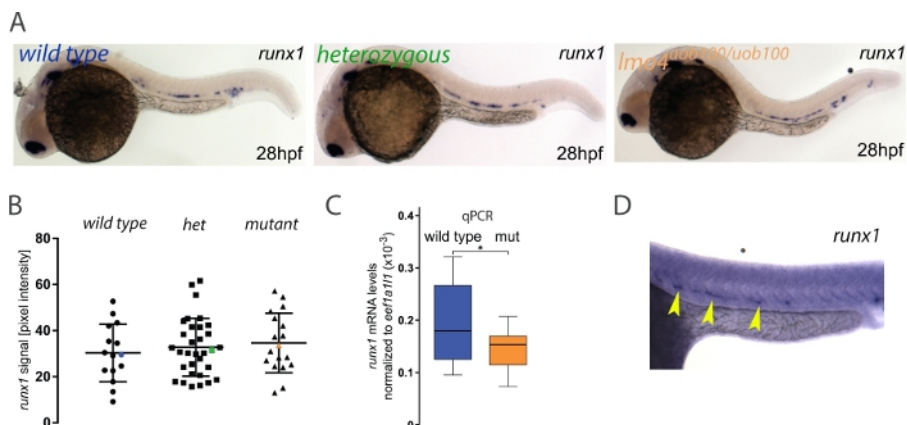 A
wild type
runx1
28hpf
heterozygous
runx1
28hpf
lmo4uob100/uob100
runx1
28hpf
B
wild type het mutant
runx1 signal [pixel intensity]
80
60
40
20
0
C
qPCR
wild type mut
*
runx1 mRNA levels
normalized to eef1a1l1 (x10-3)
0.4
0.3
0.2
0.1
0
D
runx1